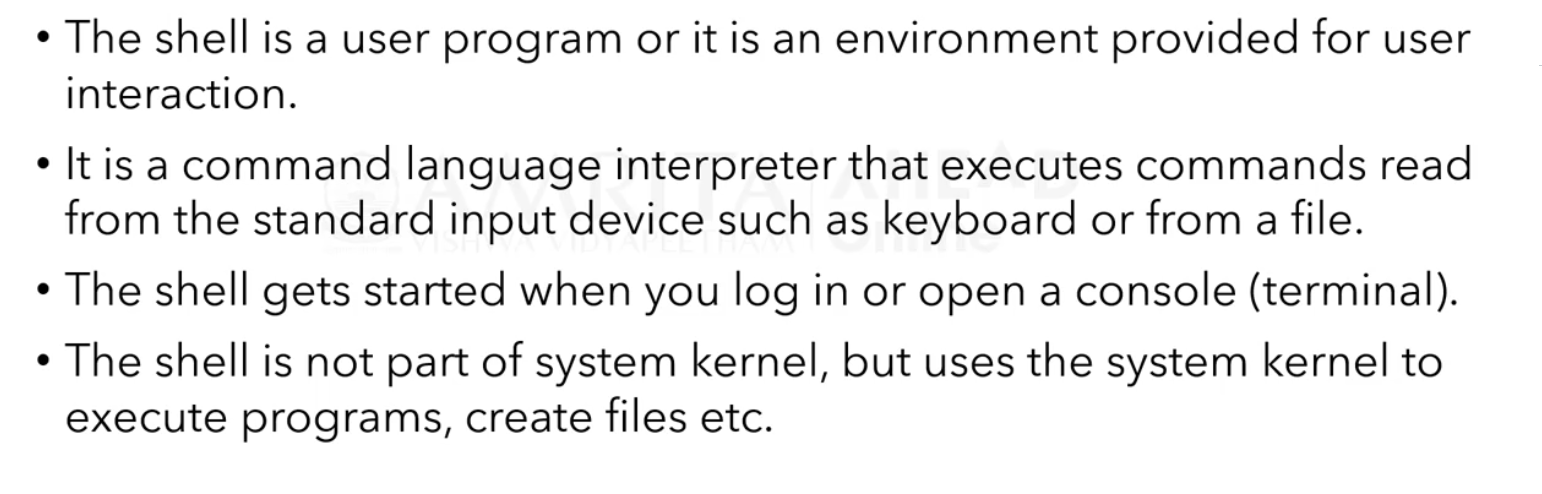 • The shell is a user program or it is an environment provided for user
interaction.
• It is a command language interpreter that executes commands read
from the standard input device such as keyboard or from a file.
• The shell gets started when you log in or open a console (terminal).
• The shell is not part of system kernel, but uses the system kernel to
execute programs, create files etc.
AMRITA AHEAD
VISHWA VIDYAPEETHAM Online